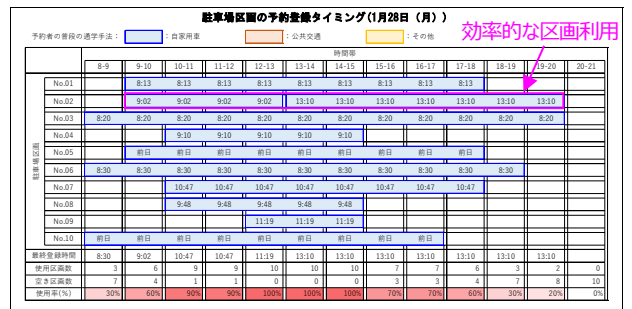 駐車場区画の予約登録タイミング(1月28日（月）)
予約者の普段の通学手法： ：自家用車 ：公共交通 ：その他 効率的な区画利用
時間帯
8-9 9-10 10-11 11-12 12-13 13-14 14-15 15-16 16-17 17-18 18-19 19-20 20-21
駐車場区画
No.01 8:13 8:13 8:13 8:13 8:13 8:13 8:13 8:13 8:13
No.02 9:02 9:02 9:02 9:02 13:10 13:10 13:10 13:10 13:10 13:10 13:10
No.03 8:20 8:20 8:20 8:20 8:20 8:20 8:20 8:20 8:20 8:20 8:20 8:20
No.04 9:10 9:10 9:10 9:10 9:10
No.05 前日 前日 前日 前日 前日 前日 前日 前日 前日
No.06 8:30 8:30 8:30 8:30 8:30 8:30 8:30 8:30 8:30 8:30 8:30
No.07 10:47 10:47 10:47 10:47 10:47 10:47 10:47 10:47
No.08 9:48 9:48 9:48 9:48 9:48
No.09 11:19 11:19 11:19
No.10 前日 前日 前日 前日 前日 前日 前日 前日 前日
最終登録時間 8:30 9:02 10:47 10:47 11:19 13:10 13:10 13:10 13:10 13:10 13:10 13:10
使用区画数 3 6 9 9 10 10 10 7 7 6 3 2 0
空き区画数 7 4 1 1 0 0 0 3 3 4 7 8 10
使用率(%) 30% 60% 90% 90% 100% 100% 100% 70% 70% 60% 30% 20% 0%